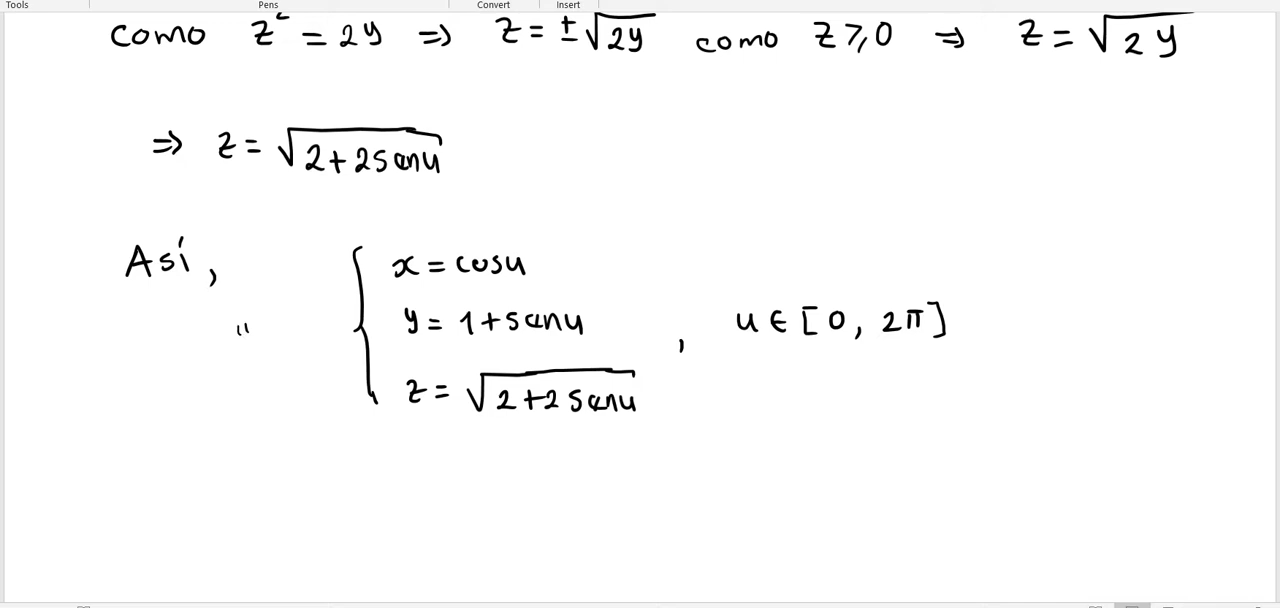 Tools Pens Convert Insert
como z² = 2y ⇒ z = ±√2y como z ≥ 0 ⇒ z = √2y
⇒ z = √2+2senu
Así,
x = cosu
y = 1+senu , u ∈ [0, 2π]
z = √2+2senu